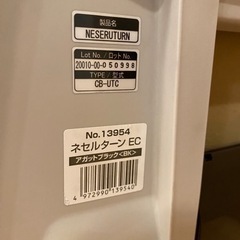 製品名
NESERUTURN
Lot No./ロット No.
20010-00-050998
TYPE/型式
CB-UTC
No.13954
ネセルターン EC
アガットブラック<BK>
4 972990 139540